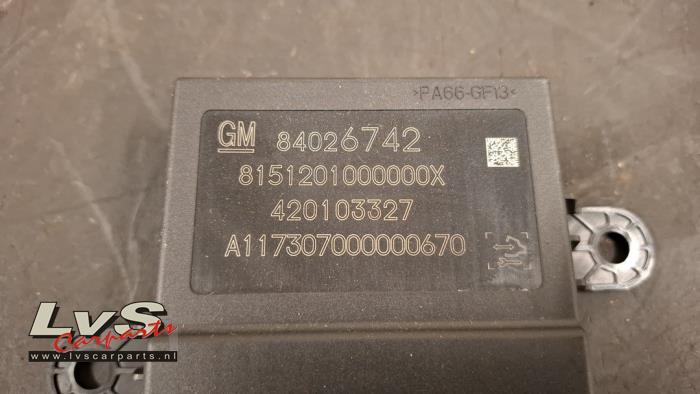 >PA66-GF13<
GM 84026742
8151201000000X
420103327
A117307000000670
LvS
Carparts
www.lvscarparts.nl